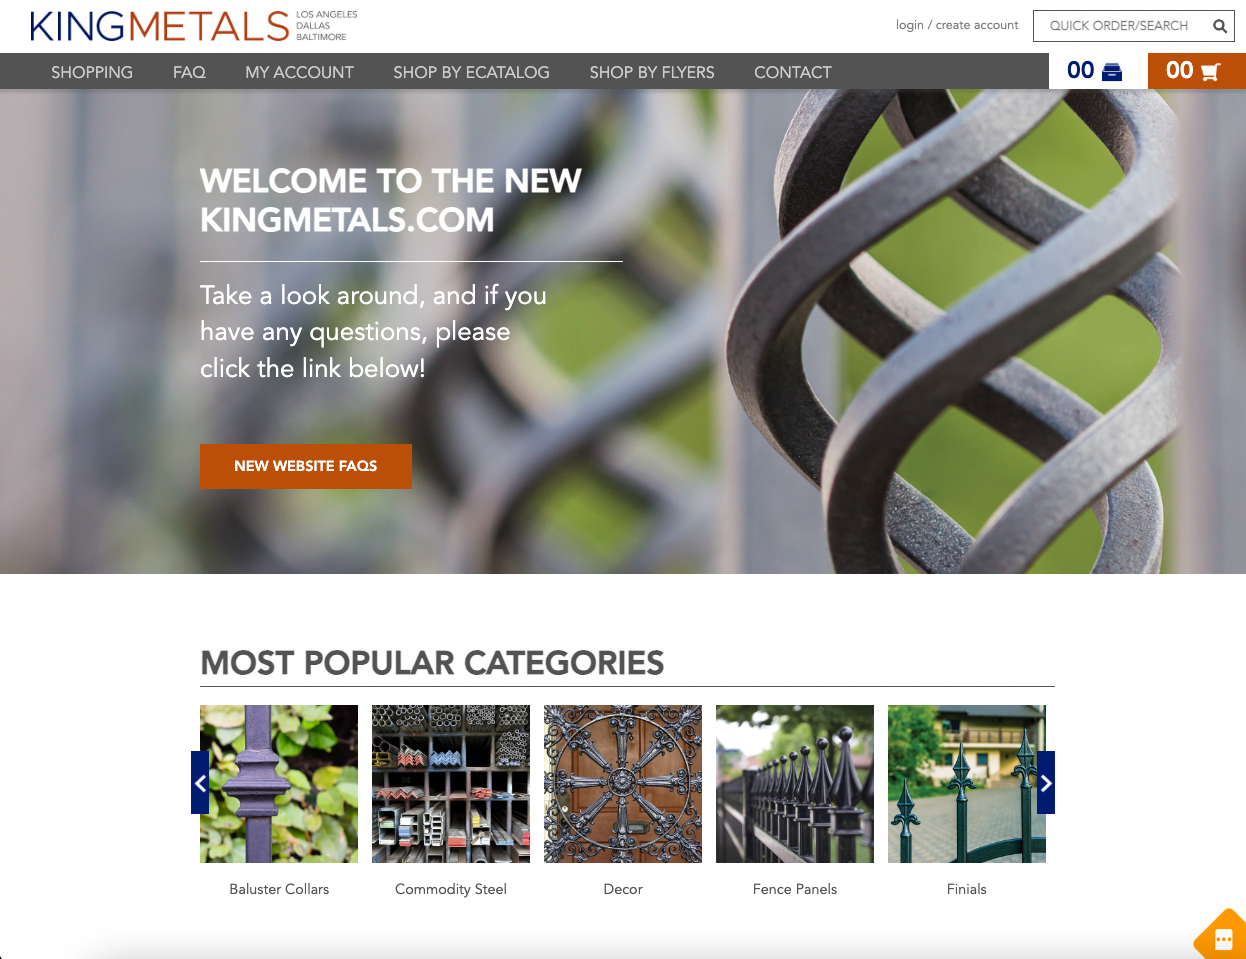 KINGMETALS
LOS ANGELES
DALLAS
BALTIMORE
login / create account
QUICK ORDER/SEARCH
SHOPPING FAQ MY ACCOUNT SHOP BY ECATALOG SHOP BY FLYERS CONTACT
00 00
WELCOME TO THE NEW
KINGMETALS.COM
Take a look around, and if you
have any questions, please
click the link below!
NEW WEBSITE FAQS
MOST POPULAR CATEGORIES
Baluster Collars Commodity Steel Decor Fence Panels Finials